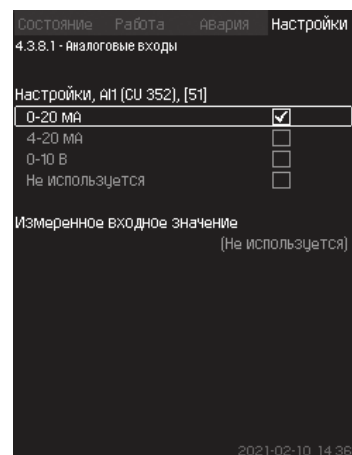 Состояние Работа Авария Настройки
4.3.8.1 - Аналоговые входы
Настройки, AI1 (CU 352), [51]
0-20 мА
4-20 мА
0-10 В
Не используется
Измеренное входное значение
(Не используется)
2021-02-10 14:36